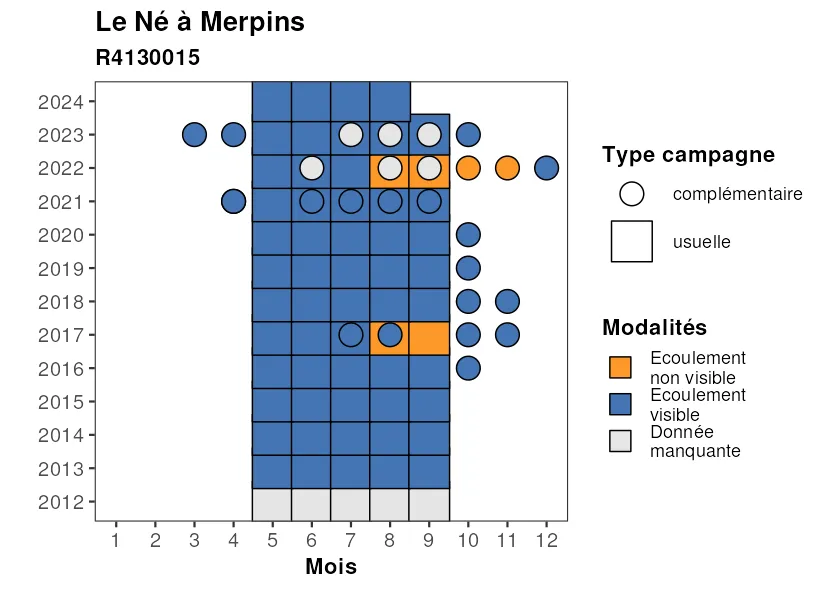 Le Né à Merpins
R4130015
2024
2023
2022
2021
2020
2019
2018
2017
2016
2015
2014
2013
2012
1 2 3 4 5 6 7 8 9 10 11 12
Mois
Type campagne
complémentaire
usuelle
Modalités
Ecoulement
non visible
Ecoulement
visible
Donnée
manquante